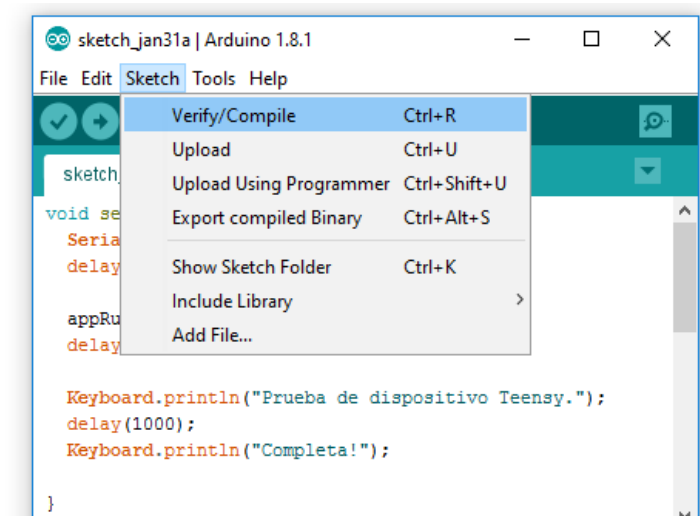 sketch_jan31a | Arduino 1.8.1
File Edit Sketch Tools Help
Verify/Compile Ctrl+R
Upload Ctrl+U
Upload Using Programmer Ctrl+Shift+U
Export compiled Binary Ctrl+Alt+S
Show Sketch Folder Ctrl+K
Include Library
Add File...
sketch_
void se
Seria
delay
appRu
delay
Keyboard.println("Prueba de dispositivo Teensy.");
delay(1000);
Keyboard.println("Completa!");
}